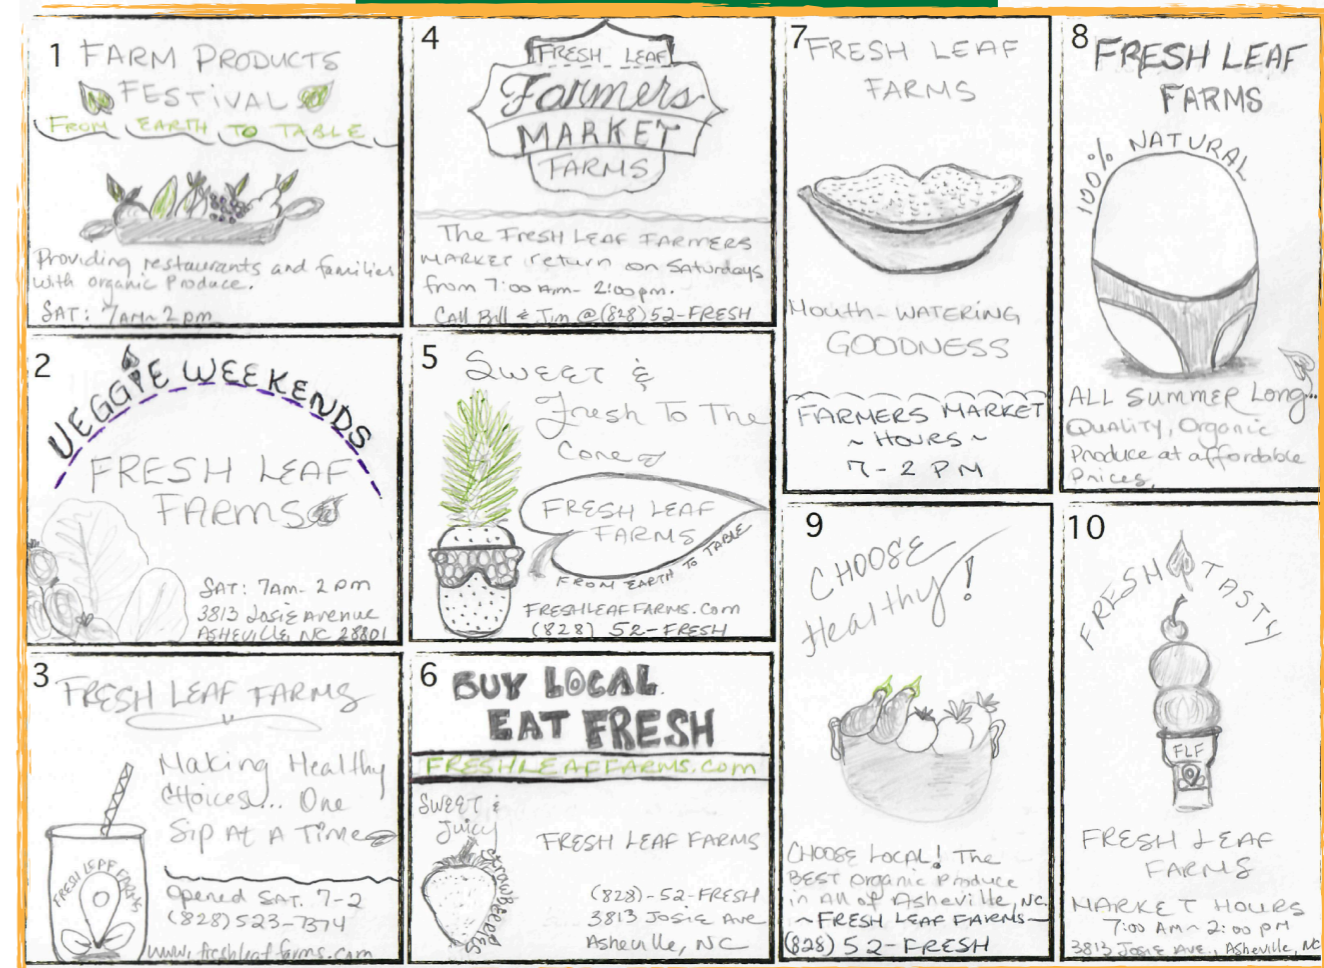 1 FARM PRODUCTS
FESTIVAL
FROM EARTH TO TABLE
Providing restaurants and families
with organic Produce.
SAT: 7AM-2pm
2
VEGGIE WEEKENDS
FRESH LEAF
FARMS
SAT: 7am-2pm
3813 Josie Avenue
ASHEVILLE NC 28801
3 FRESH LEAF FARMS
Making Healthy
Choices... One
Sip At A Time
FRESH LEAF FARMS
Opened SAT. 7-2
(828) 523-7374
www.freshleaffarms.com
4
FRESH LEAF
Farmers
MARKET
FARMS
The FRESH LEAF FARMERS
MARKET return on Saturdays
from 7:00 Am- 2:00pm.
Call Bill & Jim @(828) 52-FRESH
5
SWEET &
Fresh To The
Core
FRESH LEAF
FARMS
FROM EARTH TO TABLE
FRESHLEAFFARMS.com
(828) 52-FRESH
6 BUY LOCAL
EAT FRESH
FRESHLEAFFARMS.com
SWEET &
Juicy
Strawberries
FRESH LEAF FARMS
(828)-52-FRESH
3813 JOSIE AVE
Asheville, NC
7 FRESH LEAF
FARMS
Mouth-WATERING
GOODNESS
FARMERS MARKET
~ HOURS ~
7-2 PM
8
FRESH LEAF
FARMS
100% NATURAL
ALL SUMMER Long...
QUALITY, Organic
Produce at affordable
Prices.
9
CHOOSE
Healthy!
CHOOSE LOCAL! The
BEST Organic Produce
in All of Asheville, NC.
~FRESH LEAF FARMS~
(828) 52-FRESH
10
FRESH TASTY
FLF
FRESH LEAF
FARMS
MARKET HOURS
7:00 AM-2:00 pm
3813 Josie AVE., Asheville, NC